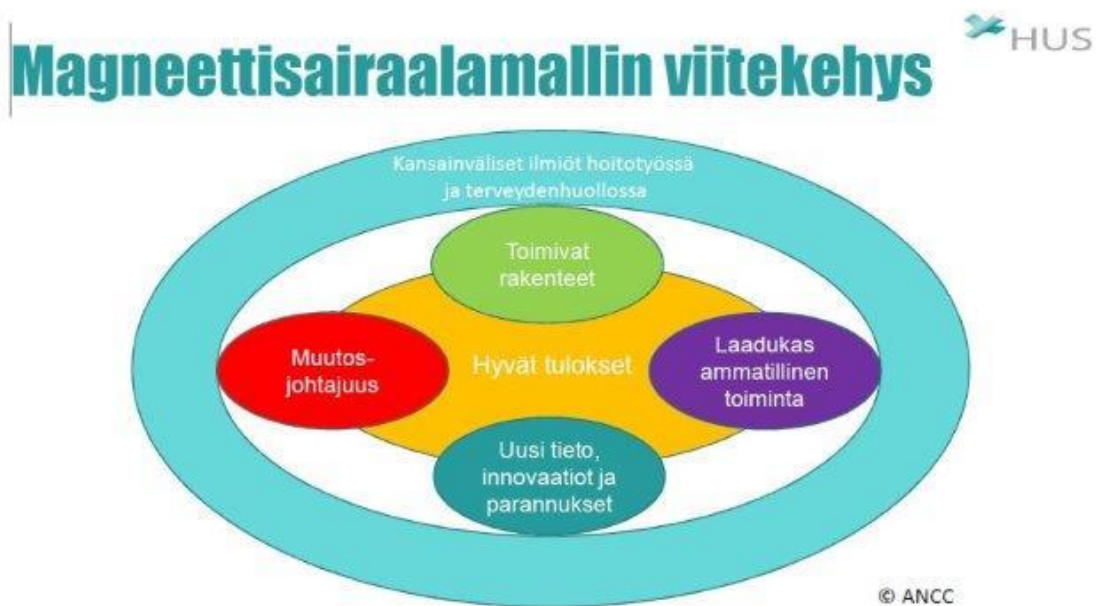 HUS
Magneettisairaalamallin viitekehys
Kansainväliset ilmiöt hoitotyössä
ja terveydenhuollossa
Toimivat
rakenteet
Muutos-
johtajuus
Hyvät tulokset
Laadukas
ammatillinen
toiminta
Uusi tieto,
innovaatiot ja
parannukset
© ANCC